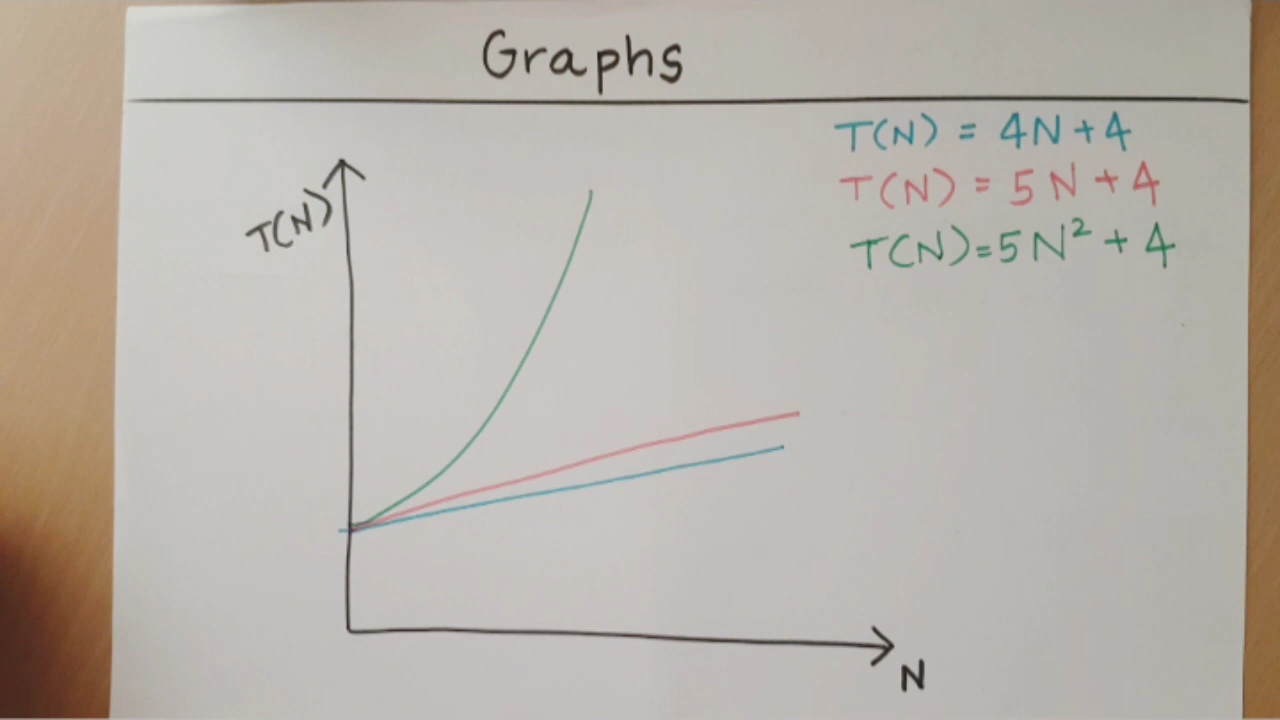 Graphs
T(N) = 4N+4
T(N) = 5N+4
T(N)=5N²+4
T(N)
N